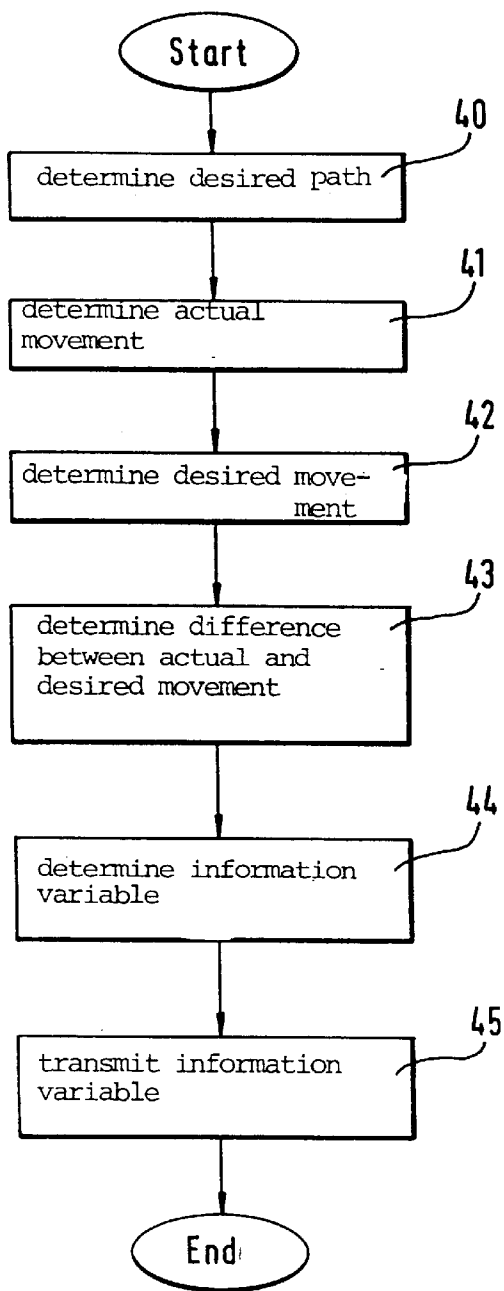 Start
40
determine desired path
41
determine actual
movement
42
determine desired move-
ment
43
determine difference
between actual and
desired movement
44
determine information
variable
45
transmit information
variable
End